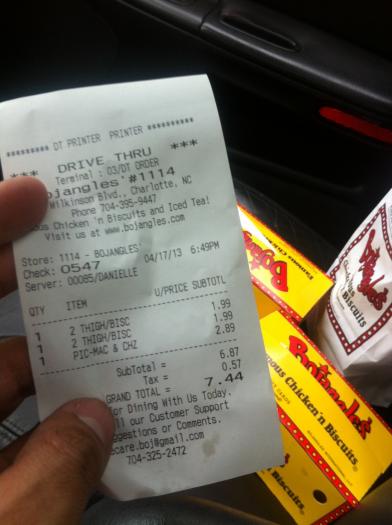 ********* DT PRINTER PRINTER **********
*** DRIVE THRU ***
Terminal : 03/DT ORDER
Bojangles'#1114
Wilkinson Blvd., Charlotte, NC
Phone 704-395-9447
Chicken 'n Biscuits and Iced Tea!
Visit us at www.bojangles.com
Store: 1114 - BOJANGLES
Check: 0547 04/17/13 6:49PM
Server: 00085/DANIELLE
QTY ITEM U/PRICE SUBTOTL
1 2 THIGH/BISC 1.99
1 2 THIGH/BISC 1.99
1 PIC-MAC & CHZ 2.89
SubTotal = 6.87
Tax = 0.57
GRAND TOTAL = 7.44
for Dining With Us Today.
our Customer Support
or Comments.
care.boj@gmail.com
704-325-2472
Bojangles'
Famous Chicken 'n Biscuits
Bojangles'
Famous Chicken 'n Biscuits
Bojangles'
Chicken 'n Biscuits